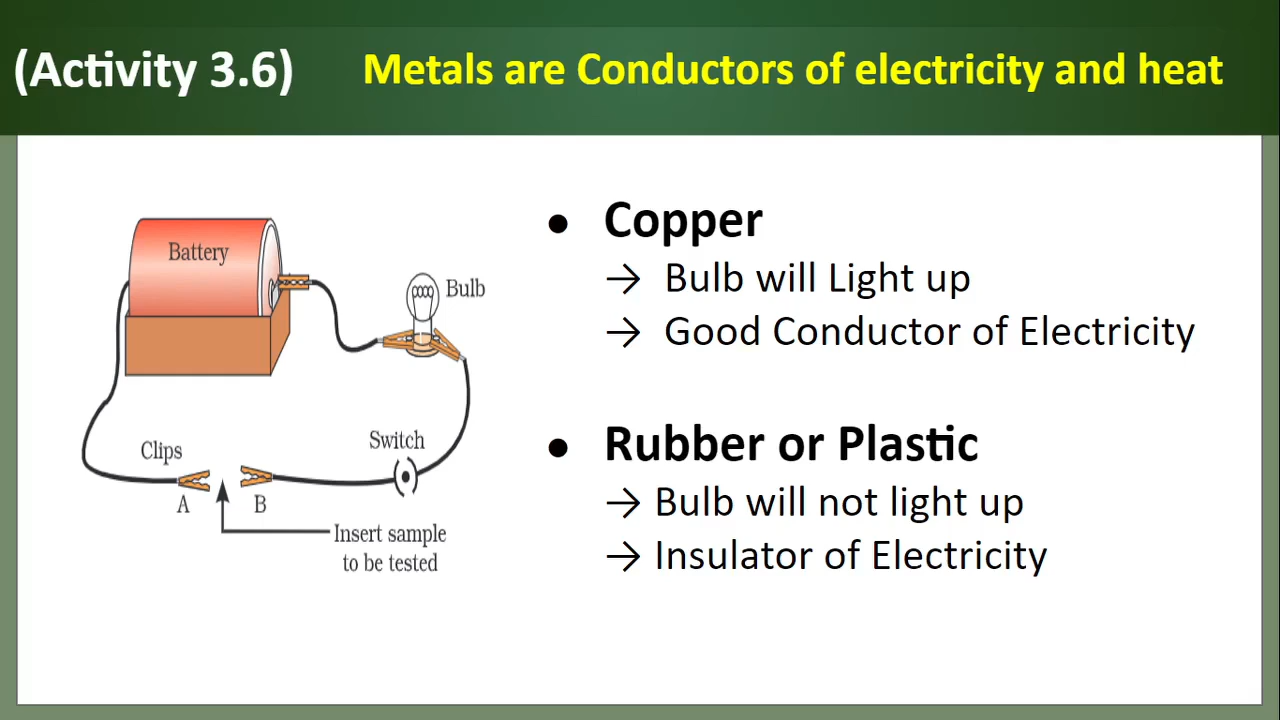 (Activity 3.6) Metals are Conductors of electricity and heat
Battery
Bulb
Clips
Switch
A
B
Insert sample
to be tested
• Copper
→ Bulb will Light up
→ Good Conductor of Electricity
• Rubber or Plastic
→ Bulb will not light up
→ Insulator of Electricity